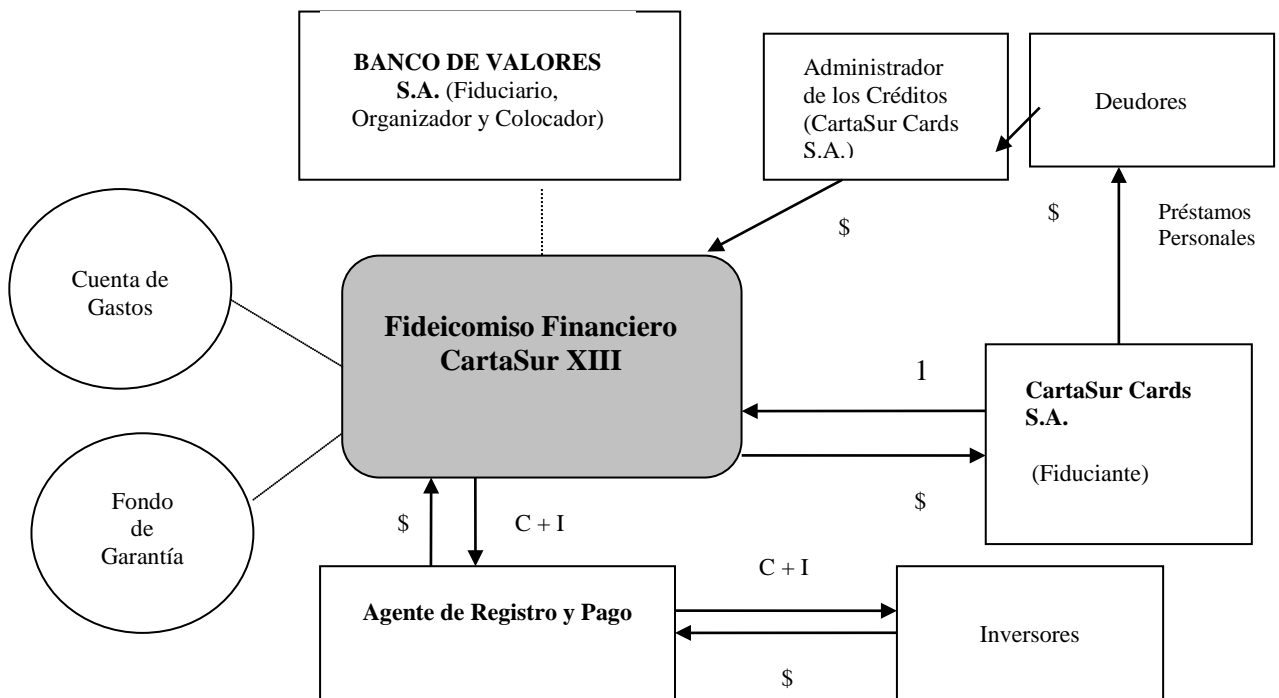 BANCO DE VALORES
S.A. (Fiduciario,
Organizador y Colocador)
Administrador
de los Créditos
(CartaSur Cards
S.A.)
Deudores
$
$
Préstamos
Personales
Cuenta de
Gastos
Fideicomiso Financiero
CartaSur XIII
1
CartaSur Cards
S.A.
(Fiduciante)
$
Fondo
de
Garantía
$
C + I
C + I
Agente de Registro y Pago
Inversores
$